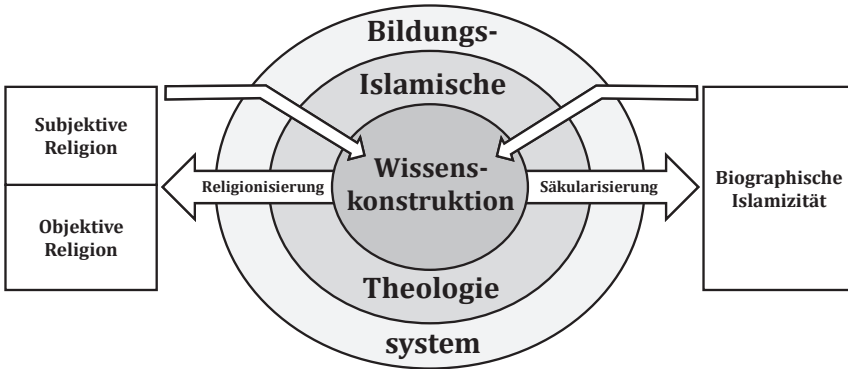 Bildungs-
Islamische
Subjektive
Religion
Wissens-
konstruktion
Religionisierung
Säkularisierung
Biographische
Islamizität
Objektive
Religion
Theologie
system